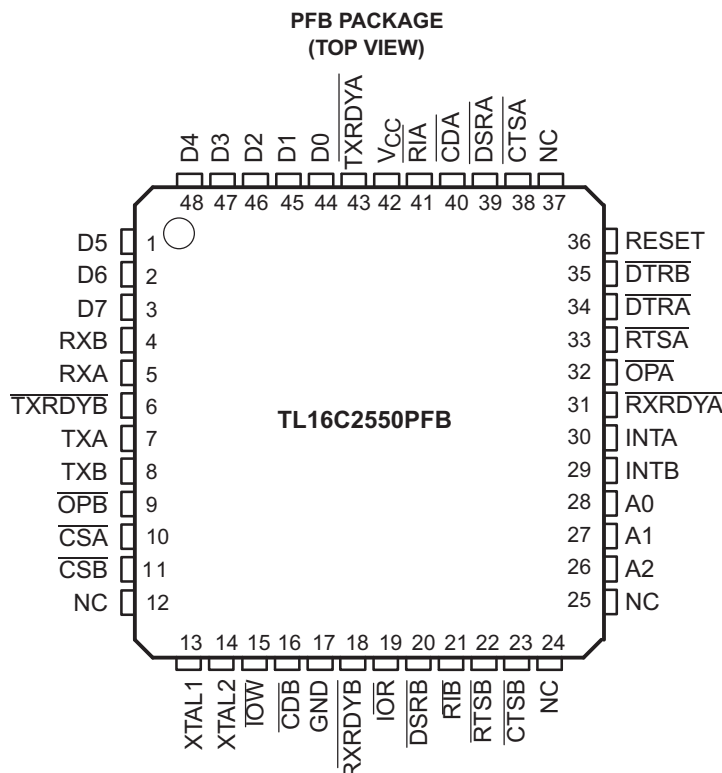 PFB PACKAGE
(TOP VIEW)
D4
D3
D2
D1
D0
TXRDYA
VCC
RIA
CDA
DSRA
CTSA
NC
48 47 46 45 44 43 42 41 40 39 38 37
D5 1
D6 2
D7 3
RXB 4
RXA 5
TXRDYB 6
TXA 7
TXB 8
OPB 9
CSA 10
CSB 11
NC 12
TL16C2550PFB
36 RESET
35 DTRB
34 DTRA
33 RTSA
32 OPA
31 RXRDYA
30 INTA
29 INTB
28 A0
27 A1
26 A2
25 NC
13 14 15 16 17 18 19 20 21 22 23 24
XTAL1
XTAL2
IOW
CDB
GND
RXRDYB
IOR
DSRB
RIB
RTSB
CTSB
NC